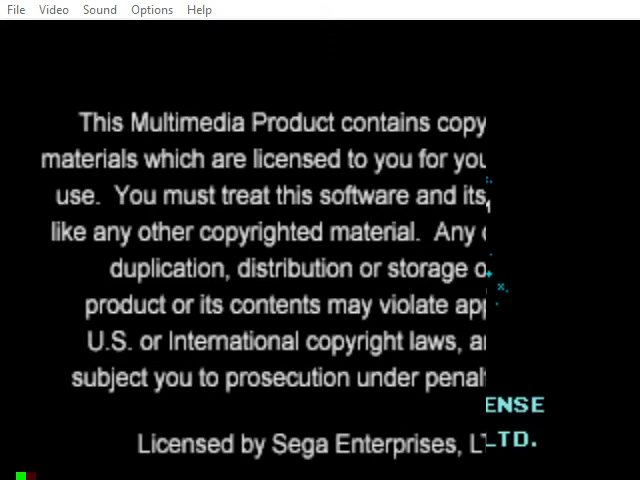 File Video Sound Options Help
This Multimedia Product contains copy
materials which are licensed to you for you
use. You must treat this software and its
like any other copyrighted material. Any
duplication, distribution or storage o
product or its contents may violate app
U.S. or International copyright laws, a
subject you to prosecution under penal
ENSE
Licensed by Sega Enterprises, LTD.